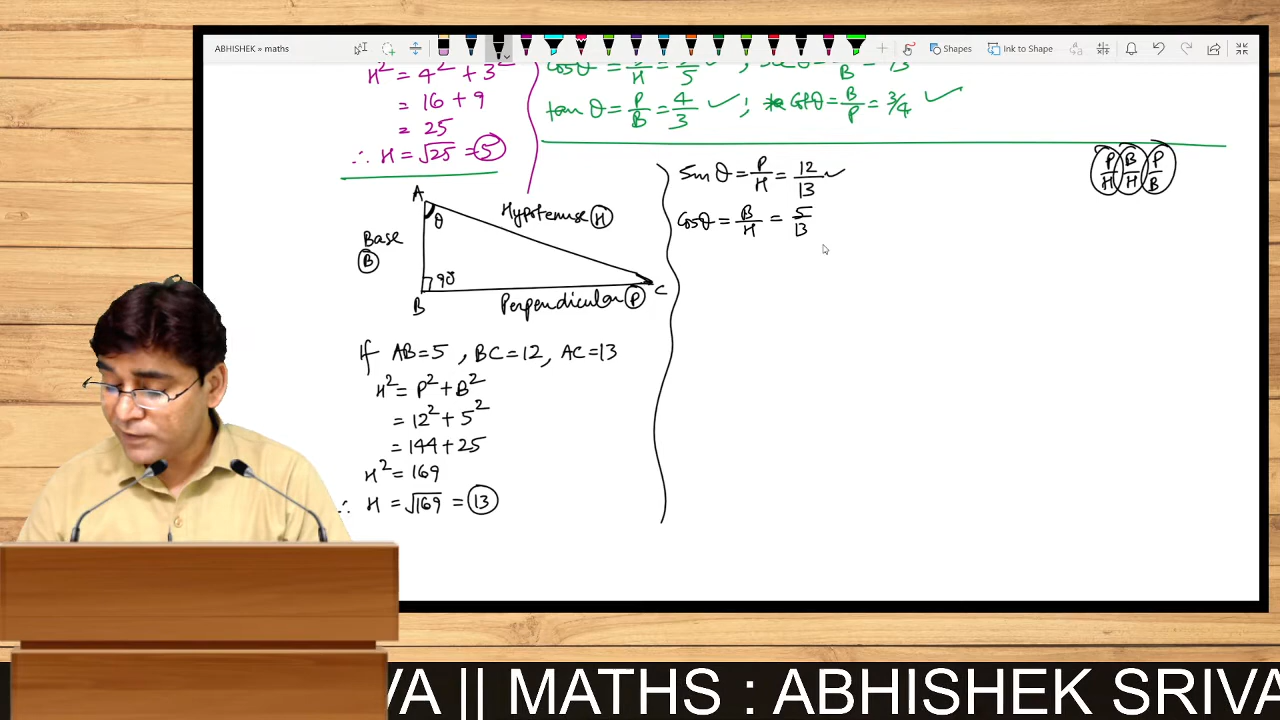 ABHISHEK » maths
Shapes
Ink to Shape
H² = 4² + 3²
= 16 + 9
= 25
∴ H = √25 = 5
tan θ = P/B = 4/3 ✓ ; cot θ = B/P = 3/4 ✓
P/H B/H P/B
A
θ
Hypotenuse H
Base
B
90°
B
Perpendicular P
C
If AB=5, BC=12, AC=13
H² = P² + B²
= 12² + 5²
= 144 + 25
H² = 169
∴ H = √169 = 13
Sin θ = P/H = 12/13 ✓
Cosθ = B/H = 5/13
VA || MATHS : ABHISHEK SRIVA